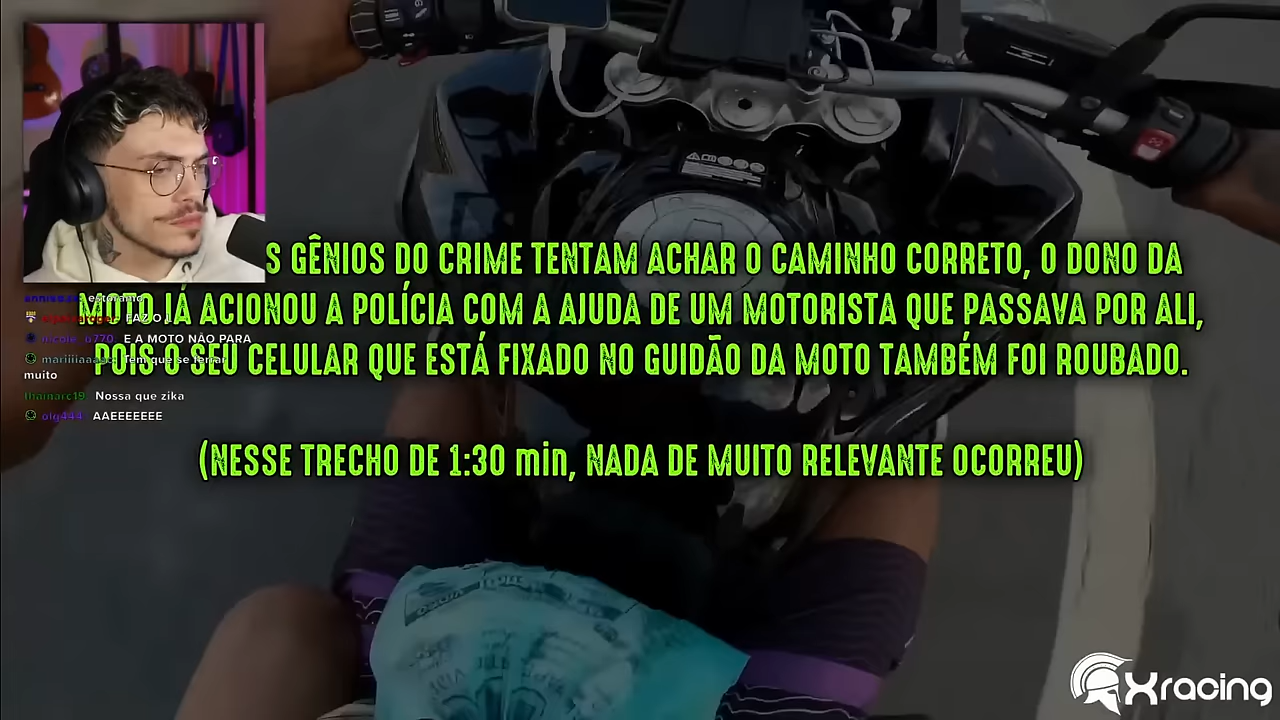 S GÊNIOS DO CRIME TENTAM ACHAR O CAMINHO CORRETO, O DONO DA
MOTO JÁ ACIONOU A POLÍCIA COM A AJUDA DE UM MOTORISTA QUE PASSAVA POR ALI,
POIS O SEU CELULAR QUE ESTÁ FIXADO NO GUIDÃO DA MOTO TAMBÉM FOI ROUBADO.
(NESSE TRECHO DE 1:30 min, NADA DE MUITO RELEVANTE OCORREU)
E A MOTO NÃO PARA
Tem que se ferrar
muito
thainarc19: Nossa que zika
olg444: AAEEEEEEE
Xracing